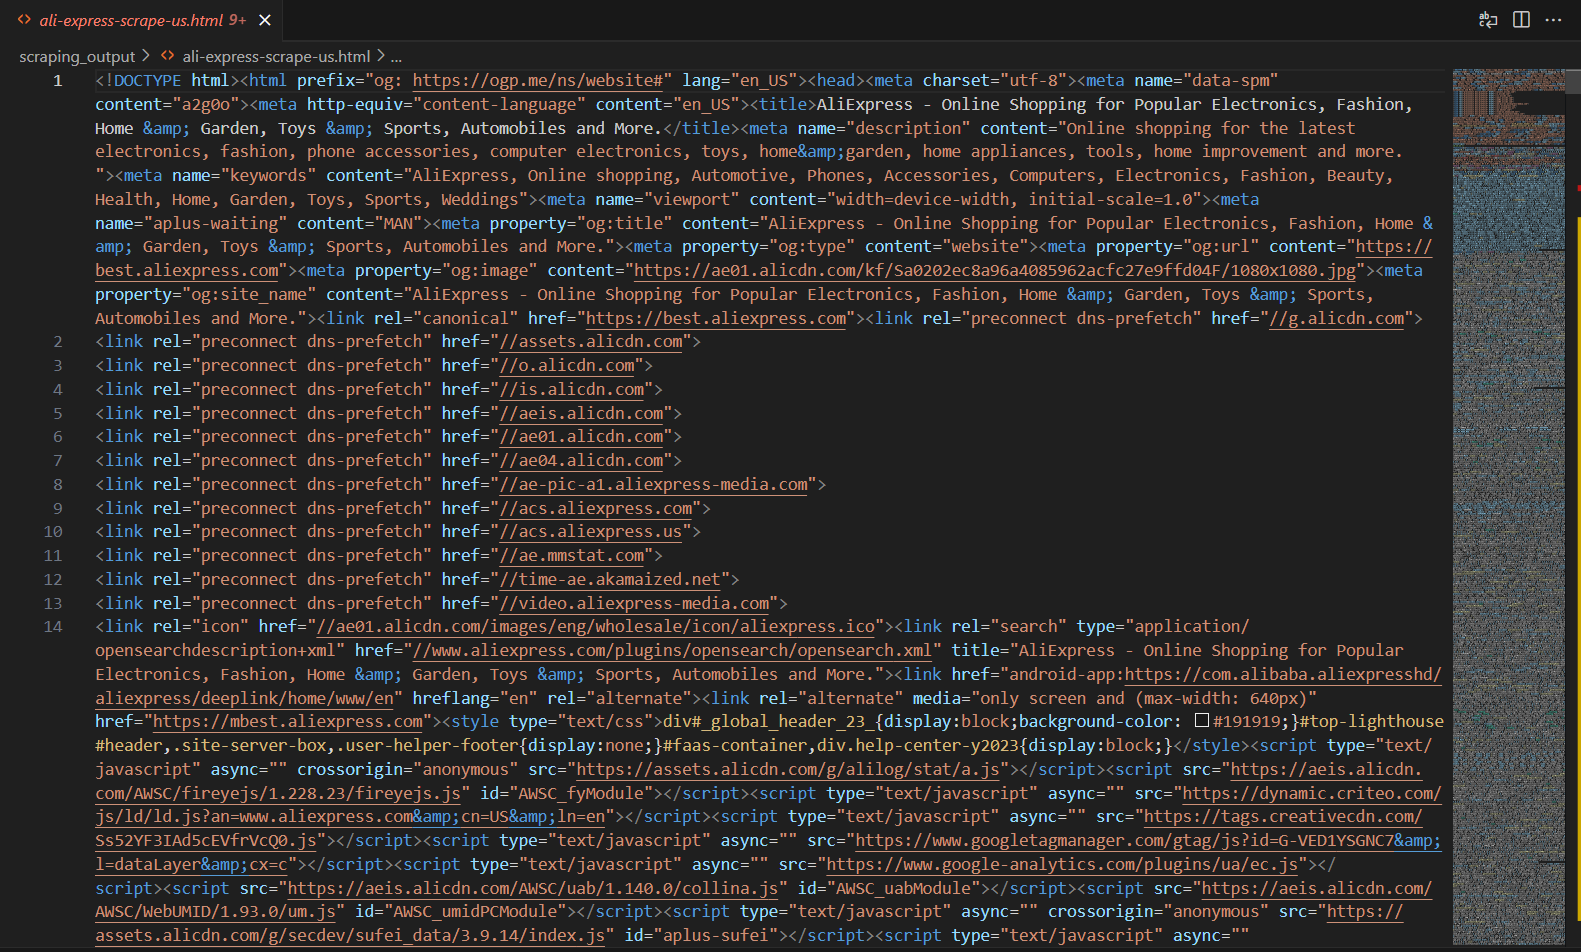 ali-express-scrape-us.html 9+
scraping_output > ali-express-scrape-us.html > ...
1 <!DOCTYPE html><html prefix="og: https://ogp.me/ns/website#" lang="en_US"><head><meta charset="utf-8"><meta name="data-spm"
content="a2g0o"><meta http-equiv="content-language" content="en_US"><title>AliExpress - Online Shopping for Popular Electronics, Fashion,
Home &amp; Garden, Toys &amp; Sports, Automobiles and More.</title><meta name="description" content="Online shopping for the latest
electronics, fashion, phone accessories, computer electronics, toys, home&amp;garden, home appliances, tools, home improvement and more.
"><meta name="keywords" content="AliExpress, Online shopping, Automotive, Phones, Accessories, Computers, Electronics, Fashion, Beauty,
Health, Home, Garden, Toys, Sports, Weddings"><meta name="viewport" content="width=device-width, initial-scale=1.0"><meta
name="aplus-waiting" content="MAN"><meta property="og:title" content="AliExpress - Online Shopping for Popular Electronics, Fashion, Home &
amp; Garden, Toys &amp; Sports, Automobiles and More."><meta property="og:type" content="website"><meta property="og:url" content="https://
best.aliexpress.com"><meta property="og:image" content="https://ae01.alicdn.com/kf/Sa0202ec8a96a4085962acfc27e9ffd04F/1080x1080.jpg"><meta
property="og:site_name" content="AliExpress - Online Shopping for Popular Electronics, Fashion, Home &amp; Garden, Toys &amp; Sports,
Automobiles and More."><link rel="canonical" href="https://best.aliexpress.com"><link rel="preconnect dns-prefetch" href="//g.alicdn.com">
2 <link rel="preconnect dns-prefetch" href="//assets.alicdn.com">
3 <link rel="preconnect dns-prefetch" href="//o.alicdn.com">
4 <link rel="preconnect dns-prefetch" href="//is.alicdn.com">
5 <link rel="preconnect dns-prefetch" href="//aeis.alicdn.com">
6 <link rel="preconnect dns-prefetch" href="//ae01.alicdn.com">
7 <link rel="preconnect dns-prefetch" href="//ae04.alicdn.com">
8 <link rel="preconnect dns-prefetch" href="//ae-pic-a1.aliexpress-media.com">
9 <link rel="preconnect dns-prefetch" href="//acs.aliexpress.com">
10 <link rel="preconnect dns-prefetch" href="//acs.aliexpress.us">
11 <link rel="preconnect dns-prefetch" href="//ae.mmstat.com">
12 <link rel="preconnect dns-prefetch" href="//time-ae.akamaized.net">
13 <link rel="preconnect dns-prefetch" href="//video.aliexpress-media.com">
14 <link rel="icon" href="//ae01.alicdn.com/images/eng/wholesale/icon/aliexpress.ico"><link rel="search" type="application/
opensearchdescription+xml" href="//www.aliexpress.com/plugins/opensearch/opensearch.xml" title="AliExpress - Online Shopping for Popular
Electronics, Fashion, Home &amp; Garden, Toys &amp; Sports, Automobiles and More."><link href="android-app:https://com.alibaba.aliexpresshd/
aliexpress/deeplink/home/www/en" hreflang="en" rel="alternate"><link rel="alternate" media="only screen and (max-width: 640px)"
href="https://mbest.aliexpress.com"><style type="text/css">div#_global_header_23_{display:block;background-color: #191919;}#top-lighthouse
#header,.site-server-box,.user-helper-footer{display:none;}#faas-container,div.help-center-y2023{display:block;}</style><script type="text/
javascript" async="" crossorigin="anonymous" src="https://assets.alicdn.com/g/alilog/stat/a.js"></script><script src="https://aeis.alicdn.
com/AWSC/fireyejs/1.228.23/fireyejs.js" id="AWSC_fyModule"></script><script type="text/javascript" async="" src="https://dynamic.criteo.com/
js/ld/ld.js?an=www.aliexpress.com&amp;cn=US&amp;ln=en"></script><script type="text/javascript" async="" src="https://tags.creativecdn.com/
Ss52YF3IAd5cEVfrVcQ0.js"></script><script type="text/javascript" async="" src="https://www.googletagmanager.com/gtag/js?id=G-VED1YSGNC7&amp;
l=dataLayer&amp;cx=c"></script><script type="text/javascript" async="" src="https://www.google-analytics.com/plugins/ua/ec.js"></
script><script src="https://aeis.alicdn.com/AWSC/uab/1.140.0/collina.js" id="AWSC_uabModule"></script><script src="https://aeis.alicdn.com/
AWSC/WebUMID/1.93.0/um.js" id="AWSC_umidPCModule"></script><script type="text/javascript" async="" crossorigin="anonymous" src="https://
assets.alicdn.com/g/secdev/sufei_data/3.9.14/index.js" id="aplus-sufei"></script><script type="text/javascript" async=""